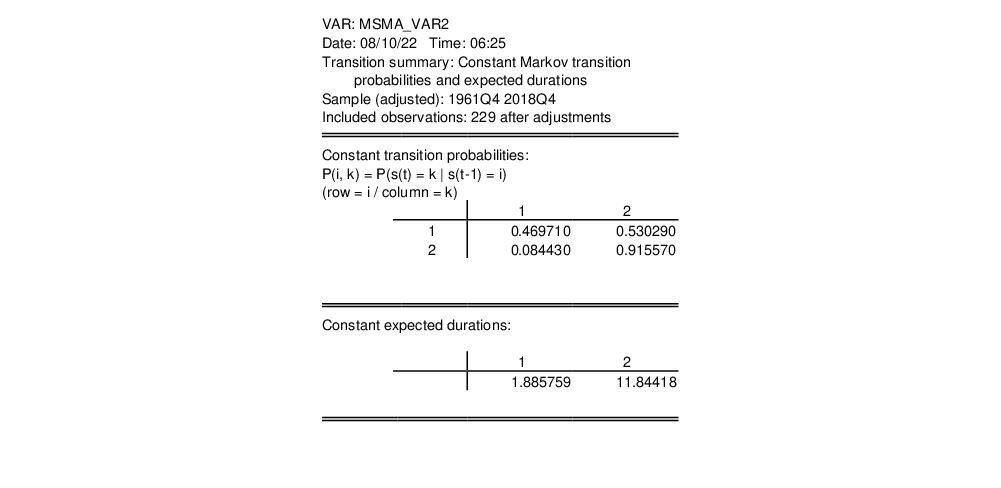 VAR: MSMA_VAR2
Date: 08/10/22 Time: 06:25
Transition summary: Constant Markov transition
probabilities and expected durations
Sample (adjusted): 1961Q4 2018Q4
Included observations: 229 after adjustments
Constant transition probabilities:
P(i, k) = P(s(t) = k | s(t-1) = i)
(row = i / column = k)
1 2
1 0.469710 0.530290
2 0.084430 0.915570
Constant expected durations:
1 2
1.885759 11.84418